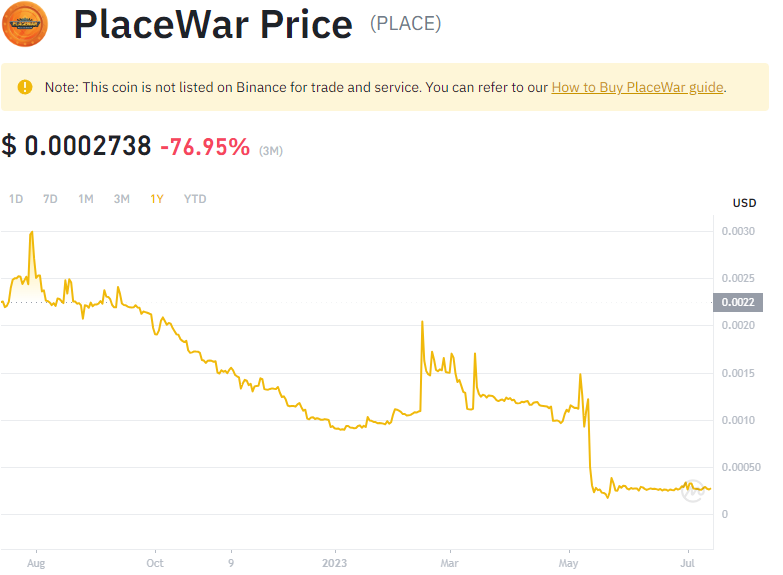 PlaceWar Price (PLACE)
Note: This coin is not listed on Binance for trade and service. You can refer to our How to Buy PlaceWar guide.
$ 0.0002738 -76.95% (3M)
1D 7D 1M 3M 1Y YTD
USD
0.0030
0.0025
0.0022
0.0020
0.0015
0.0010
0.00050
0
Aug Oct 9 2023 Mar May Jul